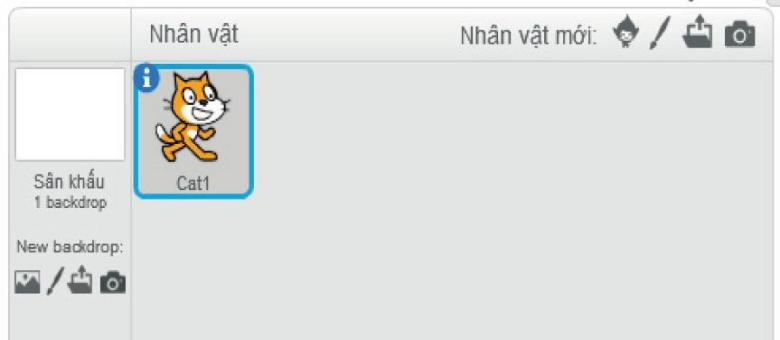 Nhân vật
Nhân vật mới:
Cat1
Sân khấu
1 backdrop
New backdrop: